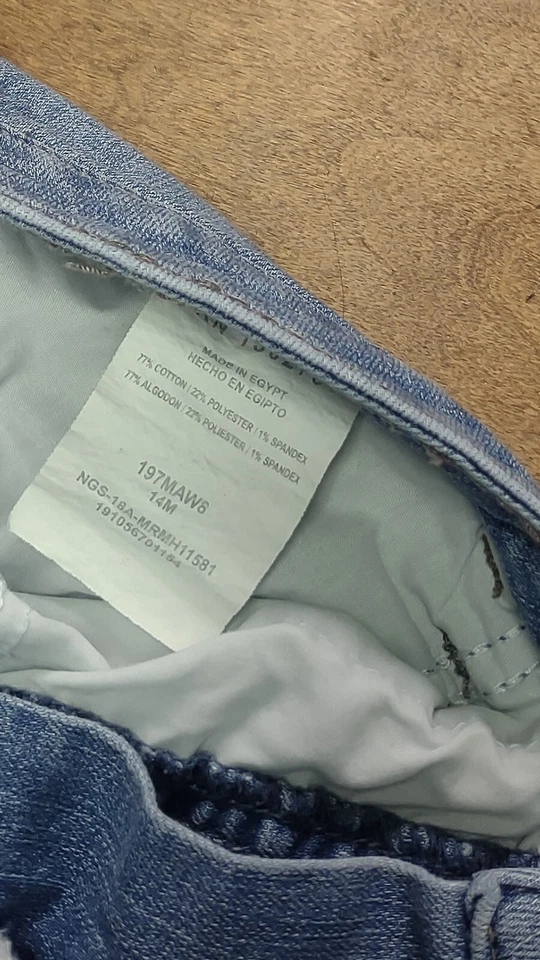 MADE IN EGYPT
HECHO EN EGIPTO
77% COTTON / 22% POLYESTER / 1% SPANDEX
77% ALGODON / 22% POLIESTER / 1% SPANDEX
197MAW6
14M
NGS-18A-MRMH11581
191056701164